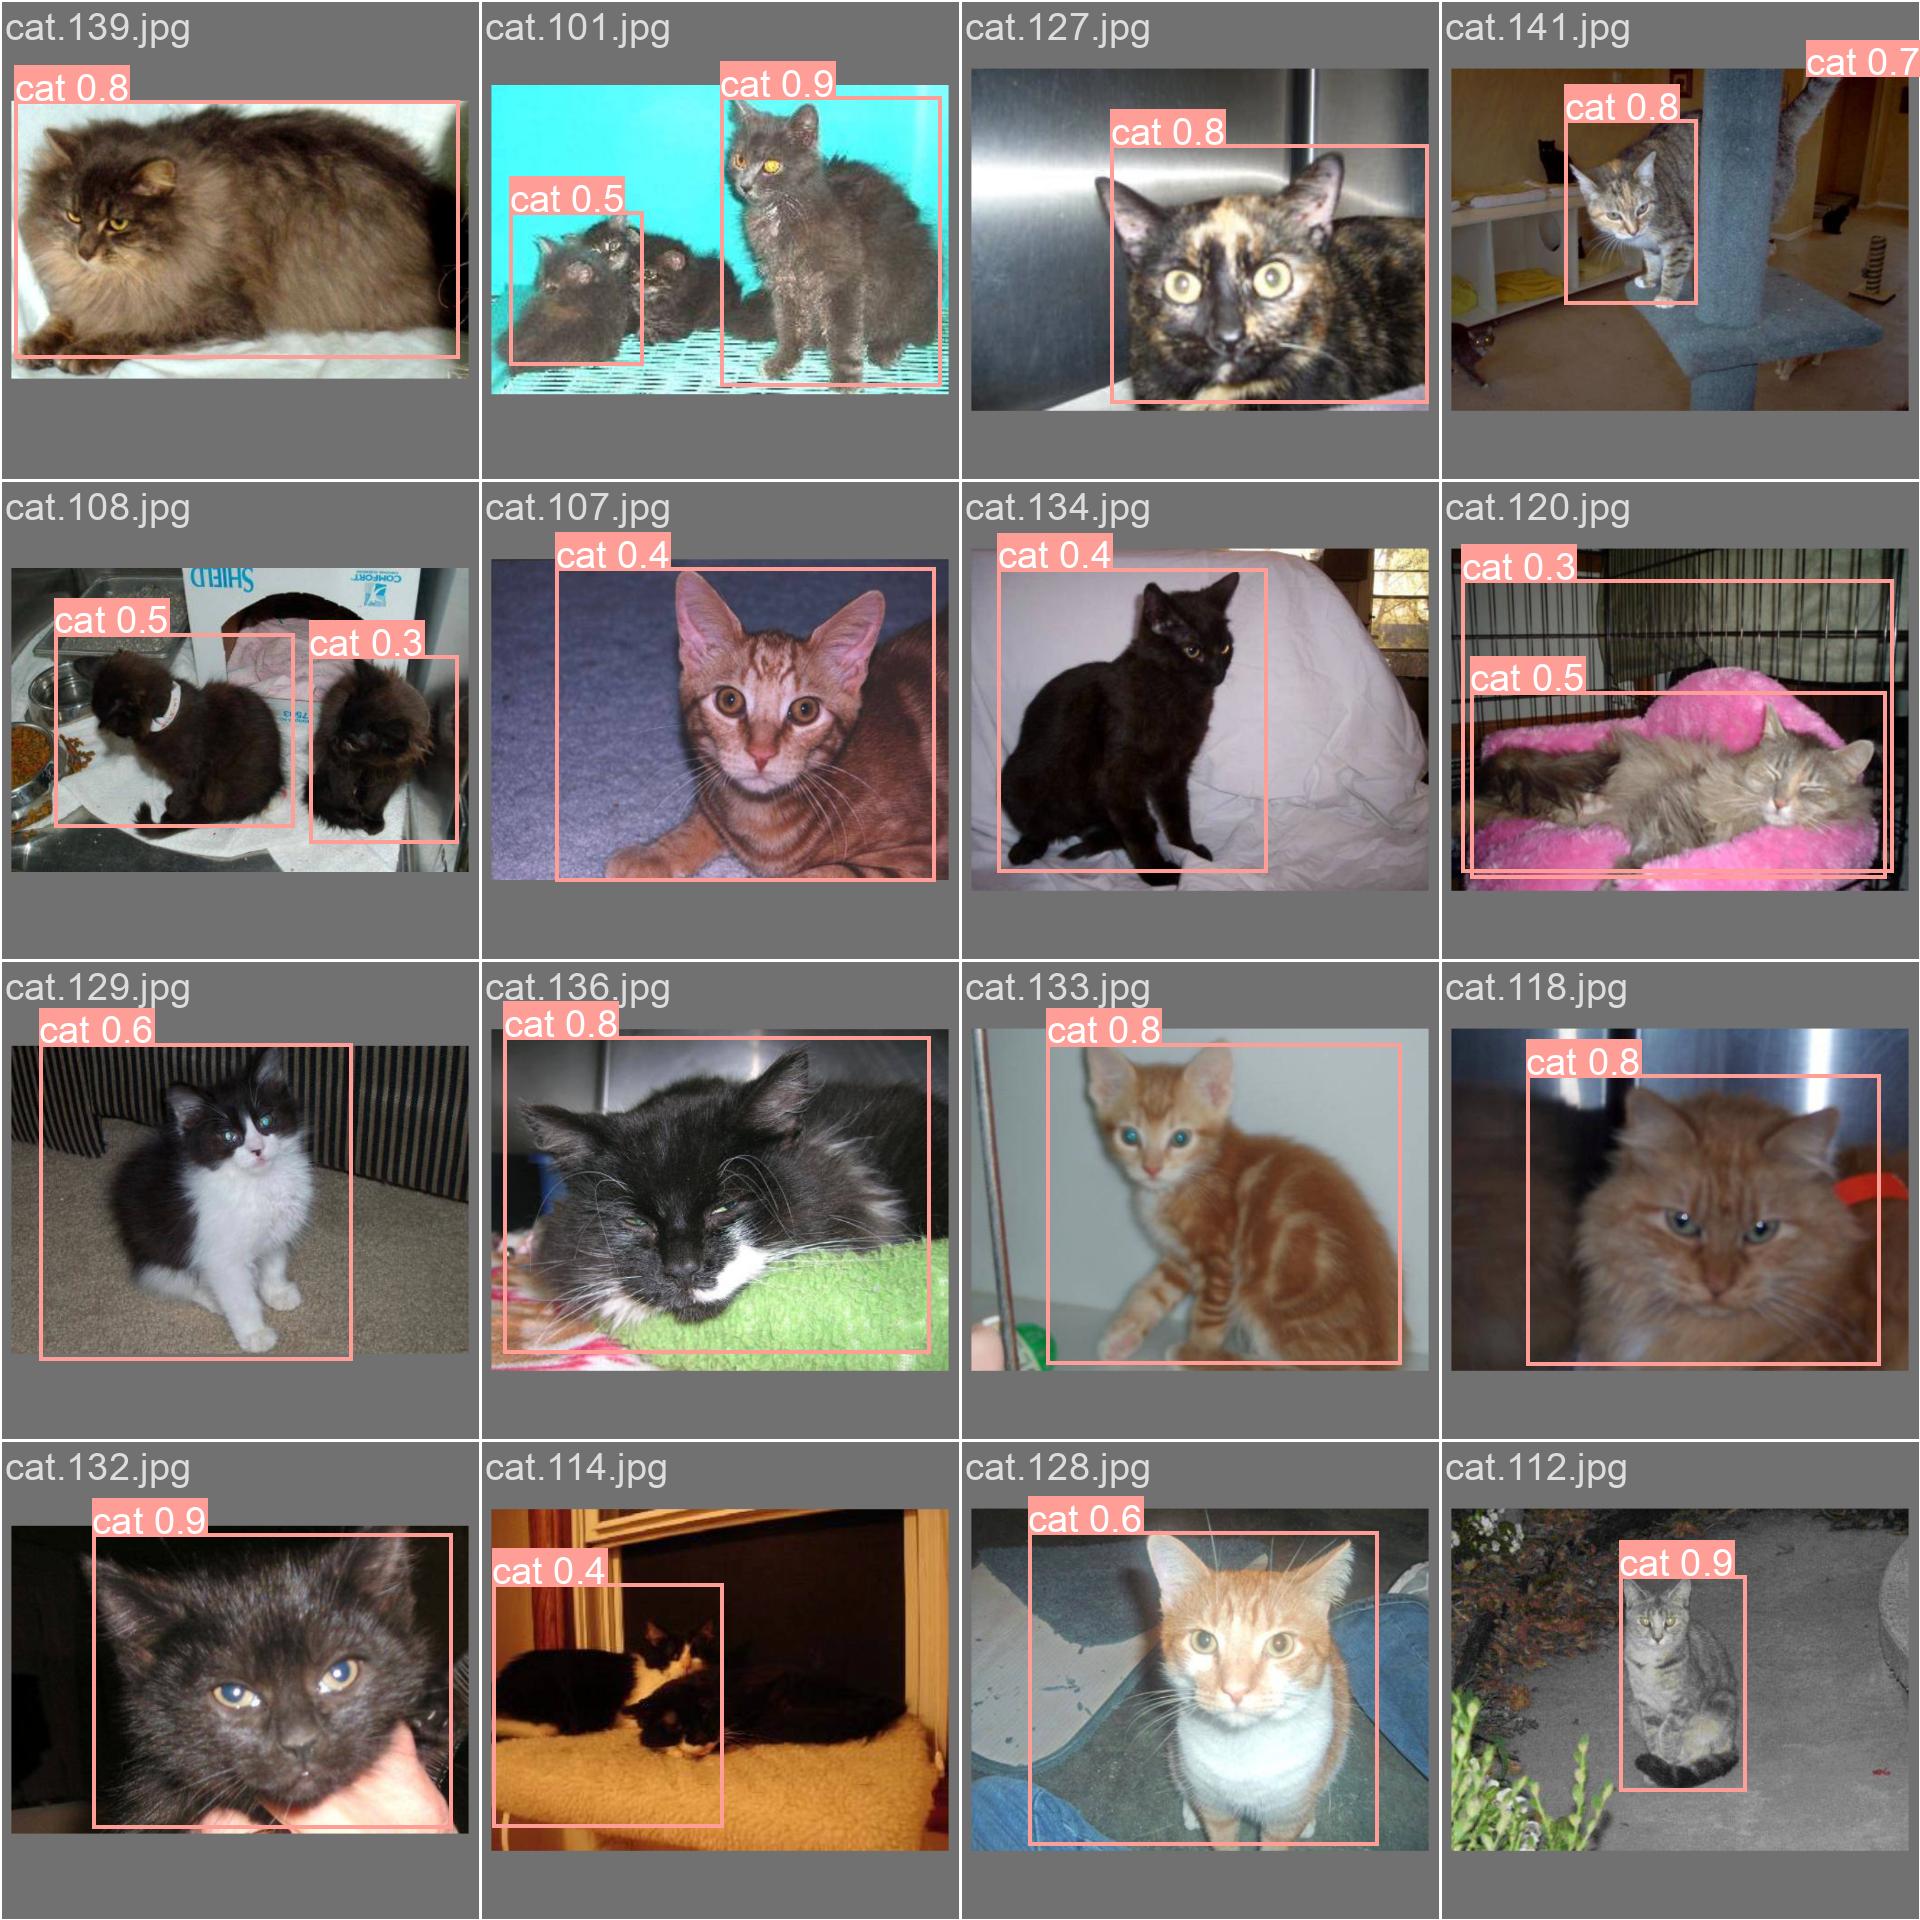 cat.139.jpg
cat 0.8
cat.101.jpg
cat 0.9
cat 0.5
cat.127.jpg
cat 0.8
cat.141.jpg
cat 0.7
cat 0.8
cat.108.jpg
SHIELD
COMFORT
cat 0.5
cat 0.3
cat.107.jpg
cat 0.4
cat.134.jpg
cat 0.4
cat.120.jpg
cat 0.3
cat 0.5
cat.129.jpg
cat 0.6
cat.136.jpg
cat 0.8
cat.133.jpg
cat 0.8
cat.118.jpg
cat 0.8
cat.132.jpg
cat 0.9
cat.114.jpg
cat 0.4
cat.128.jpg
cat 0.6
cat.112.jpg
cat 0.9